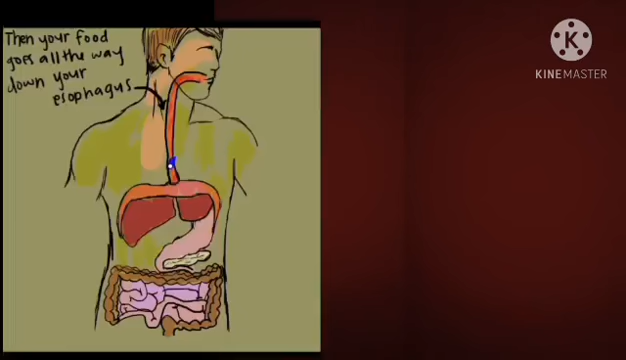 Then your food
goes all the way
down your
esophagus
K
KINEMASTER